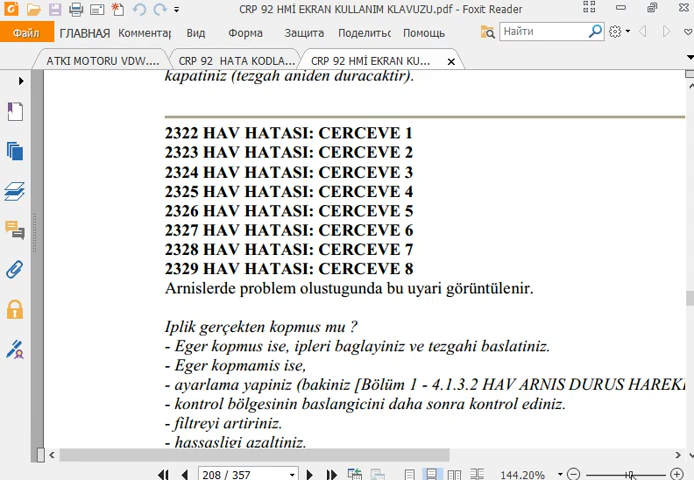 CRP 92 HMİ EKRAN KULLANIM KLAVUZU.pdf - Foxit Reader
Файл ГЛАВНАЯ Комментар Вид Форма Защита Поделитьс Помощь Найти
ATKI MOTORU VDW.... CRP 92 HATA KODLA... CRP 92 HMİ EKRAN KU...
kapatiniz (tezgah aniden duracaktir).
2322 HAV HATASI: CERCEVE 1
2323 HAV HATASI: CERCEVE 2
2324 HAV HATASI: CERCEVE 3
2325 HAV HATASI: CERCEVE 4
2326 HAV HATASI: CERCEVE 5
2327 HAV HATASI: CERCEVE 6
2328 HAV HATASI: CERCEVE 7
2329 HAV HATASI: CERCEVE 8
Arnislerde problem olustugunda bu uyari görüntülenir.
Iplik gerçekten kopmus mu ?
- Eger kopmus ise, ipleri baglayiniz ve tezgahi baslatiniz.
- Eger kopmamis ise,
- ayarlama yapiniz (bakiniz [Bölüm 1 - 4.1.3.2 HAV ARNIS DURUS HAREKI
- kontrol bölgesinin baslangicini daha sonra kontrol ediniz.
- filtreyi artiriniz.
- hassasligi azaltiniz.
208 / 357 144.20%